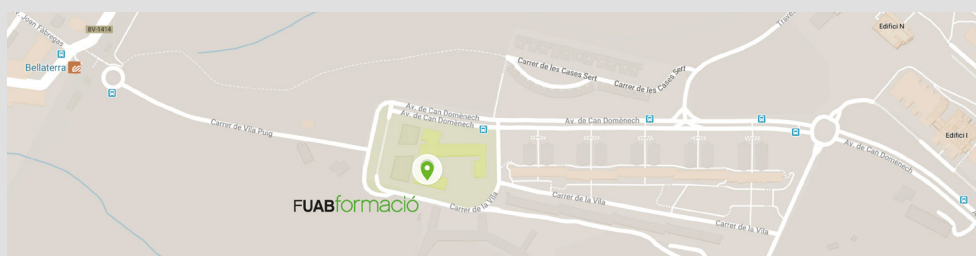 Joan Fàbregas
BV-1414
Bellaterra
Carrer de Vila Puig
Carrer de les Cases Sert
Carrer de les Cases Sert
Edifici N
Av. de Can Domènech
Av. de Can Domènech
Av. de Can Domènech
Edifici I
Av. de Can Domènech
FUABformació
Carrer de la Vila
Carrer de la Vila
Carrer de la Vila